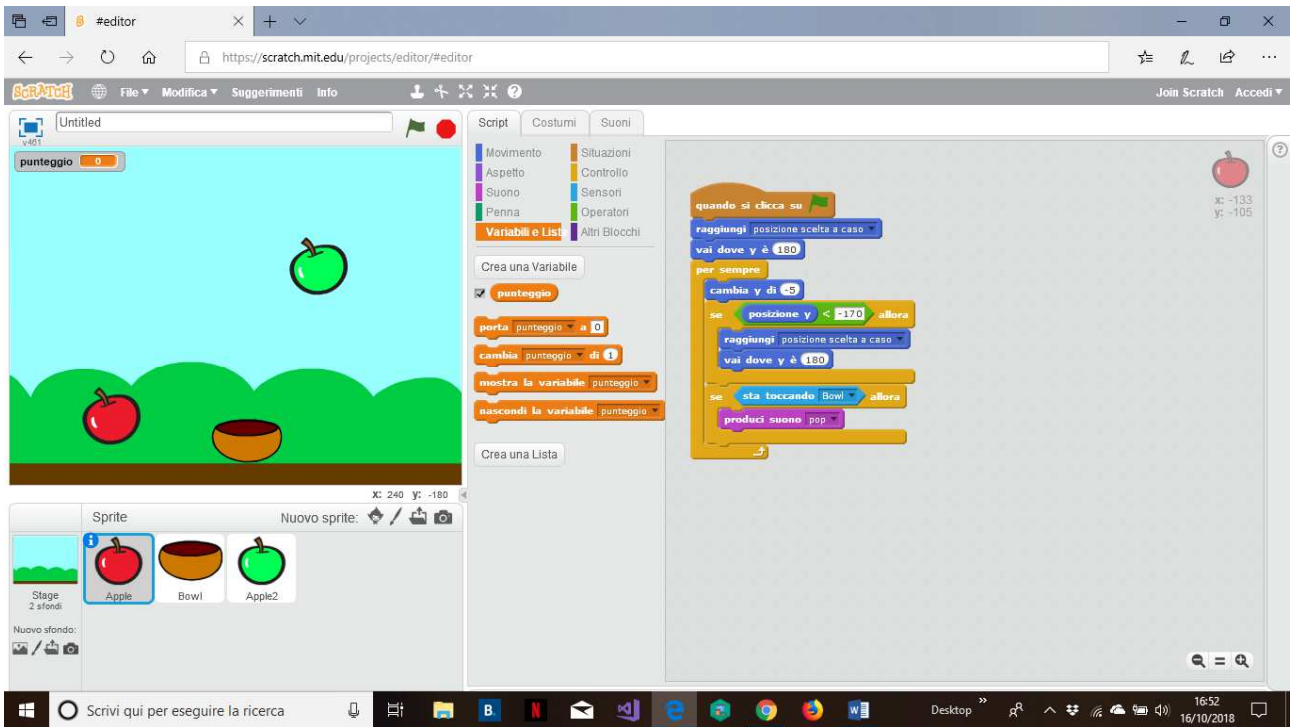 #editor
https://scratch.mit.edu/projects/editor/#editor
SCRATCH File Modifica Suggerimenti Info Join Scratch Accedi
Untitled
v461
punteggio 0
X: 240 y: -180
Sprite Nuovo sprite:
Stage
2 sfondi
Apple Bowl Apple2
Nuovo sfondo:
Script Costumi Suoni
Movimento Situazioni
Aspetto Controllo
Suono Sensori
Penna Operatori
Variabili e List Altri Blocchi
Crea una Variabile
punteggio
porta punteggio a 0
cambia punteggio di 1
mostra la variabile punteggio
nascondi la variabile punteggio
Crea una Lista
quando si clicca su
raggiungi posizione scelta a caso
vai dove y è 180
per sempre
cambia y di -5
se posizione y < -170 allora
raggiungi posizione scelta a caso
vai dove y è 180
se sta toccando Bowl allora
produci suono pop
x: -133
y: -105
Scrivi qui per eseguire la ricerca
B.
N
Desktop
16:52
16/10/2018